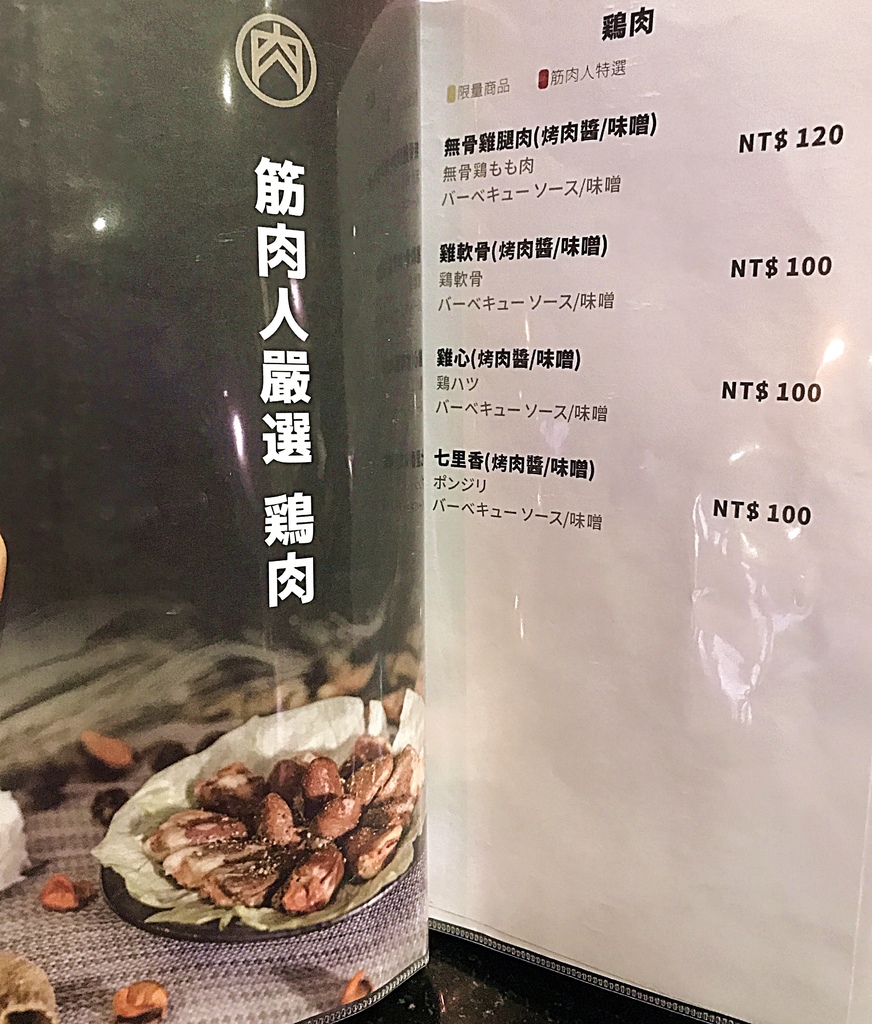 肉
筋肉人嚴選 鶏肉
鶏肉
限量商品 筋肉人特選
無骨雞腿肉(烤肉醬/味噌) NT$ 120
無骨鶏もも肉
バーベキューソース/味噌
雞軟骨(烤肉醬/味噌) NT$ 100
鶏軟骨
バーベキューソース/味噌
雞心(烤肉醬/味噌) NT$ 100
鶏ハツ
バーベキューソース/味噌
七里香(烤肉醬/味噌) NT$ 100
ポンジリ
バーベキューソース/味噌